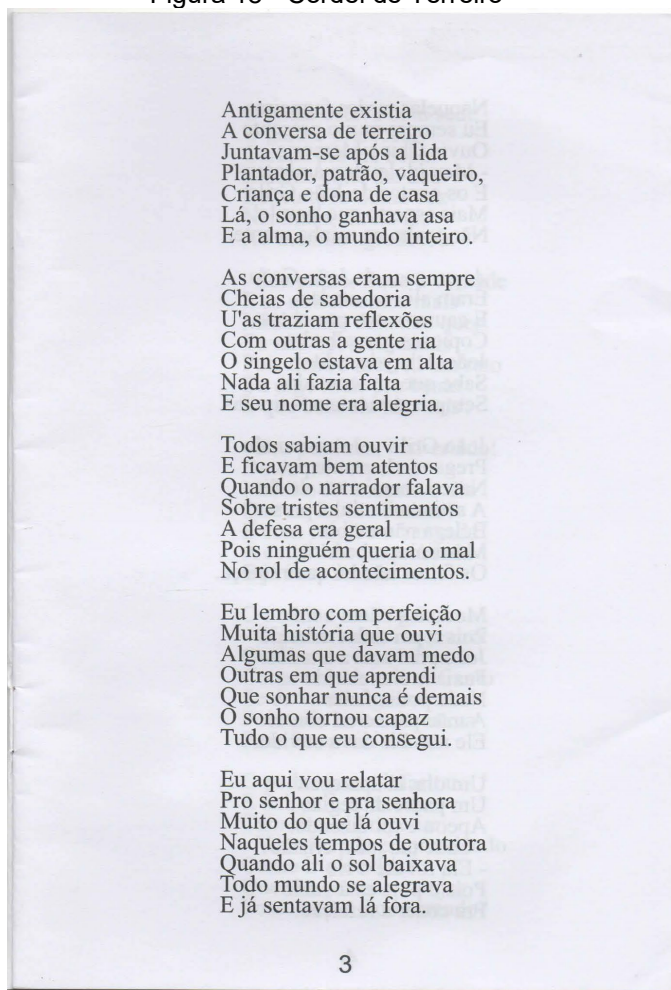 Antigamente existia
A conversa de terreiro
Juntavam-se após a lida
Plantador, patrão, vaqueiro,
Criança e dona de casa
Lá, o sonho ganhava asa
E a alma, o mundo inteiro.
As conversas eram sempre
Cheias de sabedoria
U'as traziam reflexões
Com outras a gente ria
O singelo estava em alta
Nada ali fazia falta
E seu nome era alegria.
Todos sabiam ouvir
E ficavam bem atentos
Quando o narrador falava
Sobre tristes sentimentos
A defesa era geral
Pois ninguém queria o mal
No rol de acontecimentos.
Eu lembro com perfeição
Muita história que ouvi
Algumas que davam medo
Outras em que aprendi
Que sonhar nunca é demais
O sonho tornou capaz
Tudo o que eu consegui.
Eu aqui vou relatar
Pro senhor e pra senhora
Muito do que lá ouvi
Naqueles tempos de outrora
Quando ali o sol baixava
Todo mundo se alegrava
E já sentavam lá fora.
3